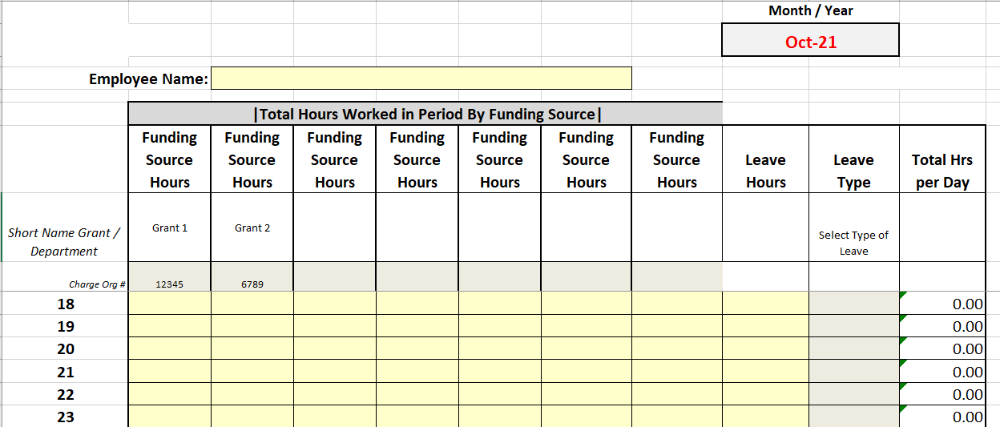 Month / Year
Oct-21
Employee Name:
|Total Hours Worked in Period By Funding Source|
Funding Funding Funding Funding Funding Funding Funding
Source Source Source Source Source Source Source Leave Leave Total Hrs
Hours Hours Hours Hours Hours Hours Hours Hours Type per Day
Short Name Grant / Grant 1 Grant 2 Select Type of
Department Leave
Charge Org # 12345 6789
18 0.00
19 0.00
20 0.00
21 0.00
22 0.00
23 0.00